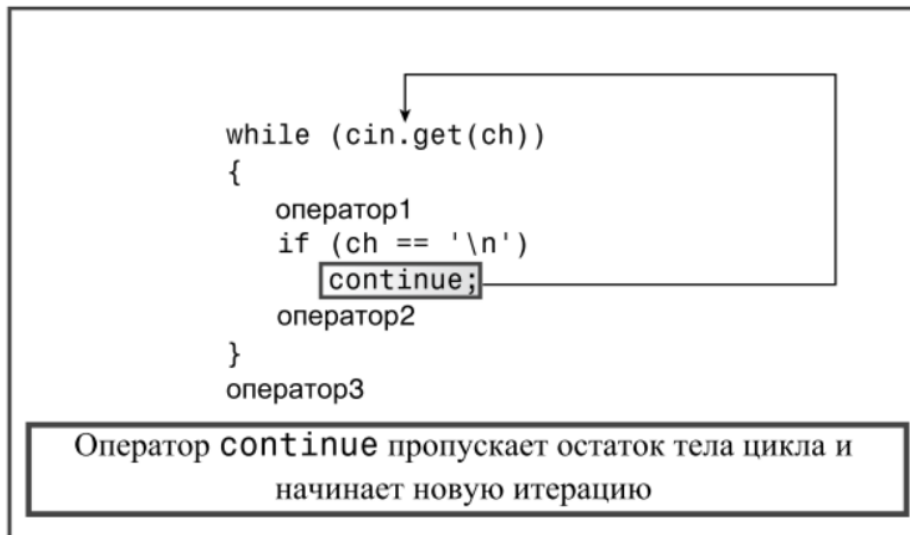 while (cin.get(ch))
{
оператор1
if (ch == '\n')
continue;
оператор2
}
оператор3
Оператор continue пропускает остаток тела цикла и
начинает новую итерацию